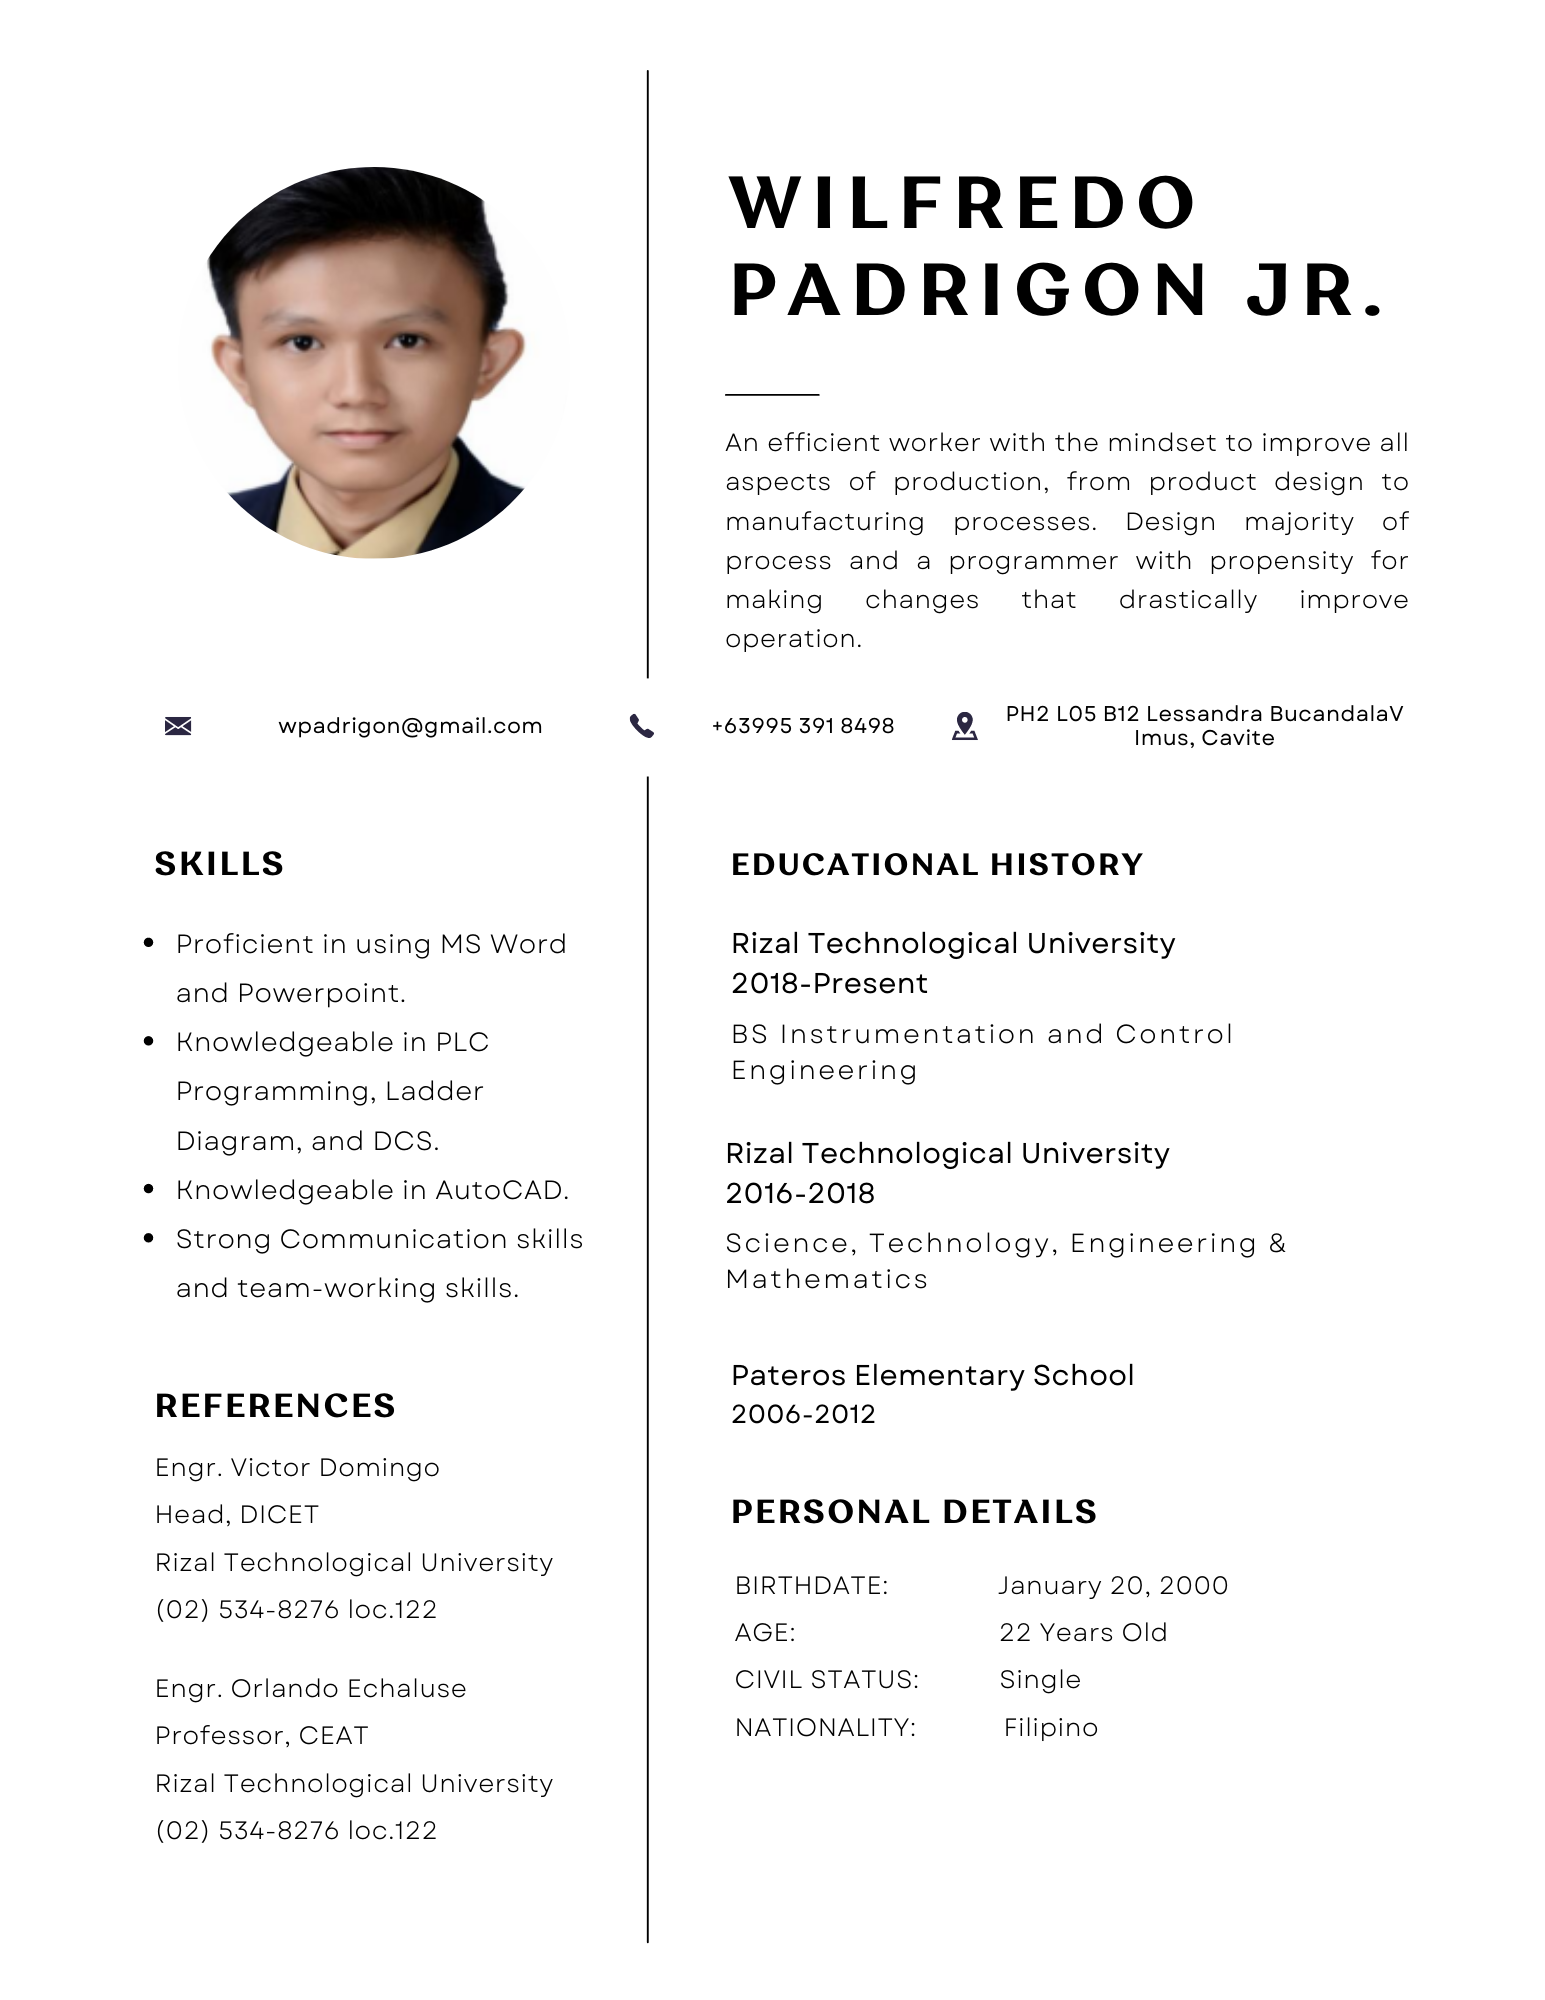 WILFREDO
PADRIGON JR.
An efficient worker with the mindset to improve all
aspects of production, from product design to
manufacturing processes. Design majority of
process and a programmer with propensity for
making changes that drastically improve
operation.
wpadrigon@gmail.com
+63995 391 8498
PH2 L05 B12 Lessandra BucandalaV
Imus, Cavite
SKILLS
• Proficient in using MS Word
and Powerpoint.
• Knowledgeable in PLC
Programming, Ladder
Diagram, and DCS.
• Knowledgeable in AutoCAD.
• Strong Communication skills
and team-working skills.
REFERENCES
Engr. Victor Domingo
Head, DICET
Rizal Technological University
(02) 534-8276 loc.122
Engr. Orlando Echaluse
Professor, CEAT
Rizal Technological University
(02) 534-8276 loc.122
EDUCATIONAL HISTORY
Rizal Technological University
2018-Present
BS Instrumentation and Control
Engineering
Rizal Technological University
2016-2018
Science, Technology, Engineering &
Mathematics
Pateros Elementary School
2006-2012
PERSONAL DETAILS
BIRTHDATE: January 20, 2000
AGE: 22 Years Old
CIVIL STATUS: Single
NATIONALITY: Filipino